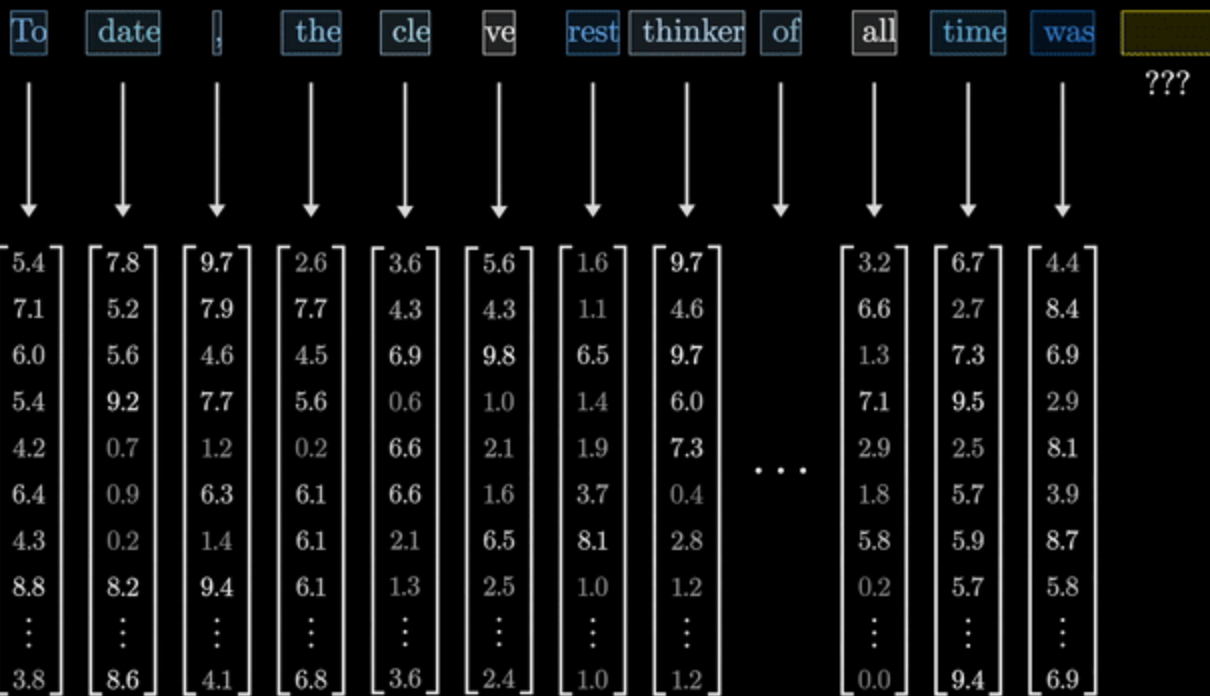 To date , the cle ve rest thinker of all time was
???
5.4 7.8 9.7 2.6 3.6 5.6 1.6 9.7 3.2 6.7 4.4
7.1 5.2 7.9 7.7 4.3 4.3 1.1 4.6 6.6 2.7 8.4
6.0 5.6 4.6 4.5 6.9 9.8 6.5 9.7 1.3 7.3 6.9
5.4 9.2 7.7 5.6 0.6 1.0 1.4 6.0 7.1 9.5 2.9
4.2 0.7 1.2 0.2 6.6 2.1 1.9 7.3 ... 2.9 2.5 8.1
6.4 0.9 6.3 6.1 6.6 1.6 3.7 0.4 1.8 5.7 3.9
4.3 0.2 1.4 6.1 2.1 6.5 8.1 2.8 5.8 5.9 8.7
8.8 8.2 9.4 6.1 1.3 2.5 1.0 1.2 0.2 5.7 5.8
⋮ ⋮ ⋮ ⋮ ⋮ ⋮ ⋮ ⋮ ⋮ ⋮ ⋮
3.8 8.6 4.1 6.8 3.6 2.4 1.0 1.2 0.0 9.4 6.9